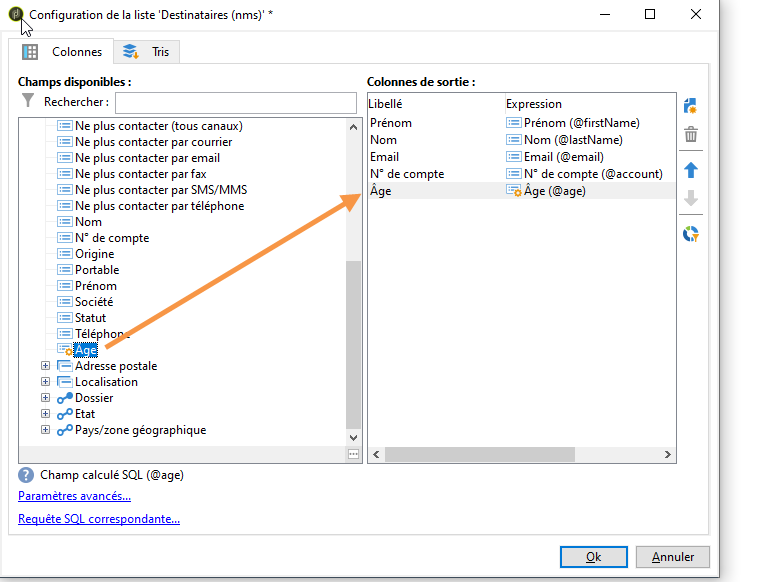 Configuration de la liste 'Destinataires (nms)' *
Colonnes
Tris
Champs disponibles :
Rechercher :
Ne plus contacter (tous canaux)
Ne plus contacter par courrier
Ne plus contacter par email
Ne plus contacter par fax
Ne plus contacter par SMS/MMS
Ne plus contacter par téléphone
Nom
N° de compte
Origine
Portable
Prénom
Société
Statut
Téléphone
Âge
Adresse postale
Localisation
Dossier
Etat
Pays/zone géographique
Colonnes de sortie :
Libellé Expression
Prénom Prénom (@firstName)
Nom Nom (@lastName)
Email Email (@email)
N° de compte N° de compte (@account)
Âge Âge (@age)
Champ calculé SQL (@age)
Paramètres avancés...
Requête SQL correspondante...
Ok
Annuler